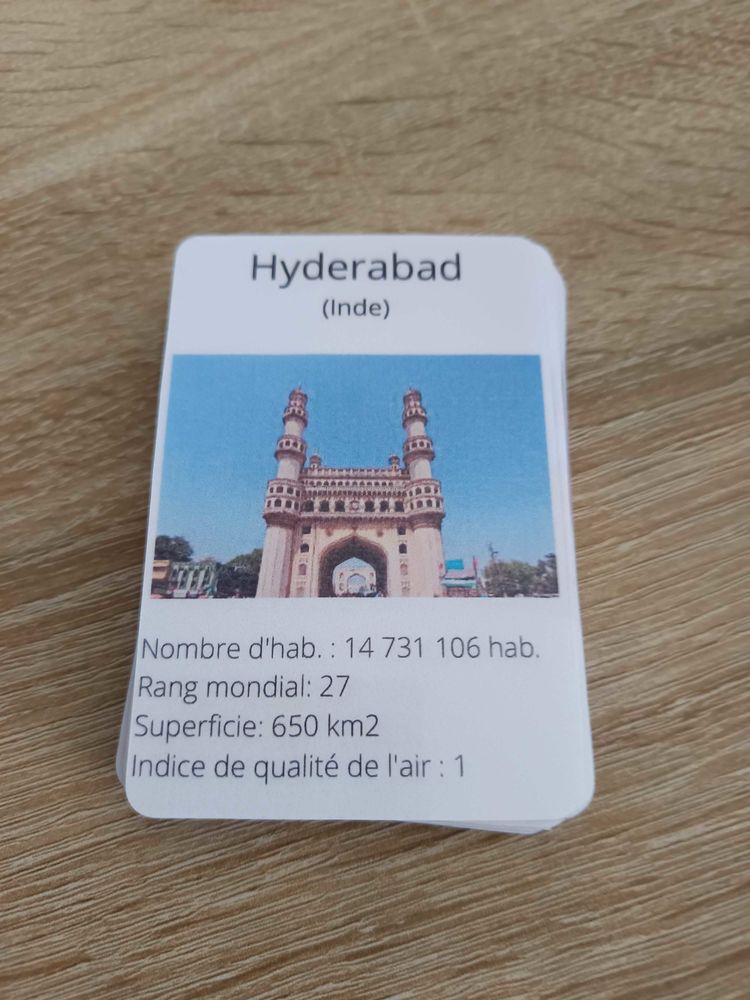 Hyderabad
(Inde)
Nombre d'hab. : 14 731 106 hab.
Rang mondial: 27
Superficie: 650 km2
Indice de qualité de l'air : 1